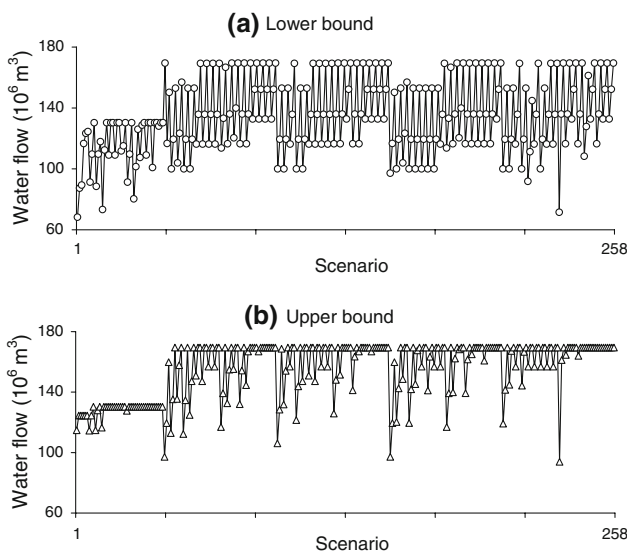 (a) Lower bound
Water flow (10⁶ m³)
180
140
100
60
1
258
Scenario
(b) Upper bound
Water flow (10⁶ m³)
180
140
100
60
1
258
Scenario